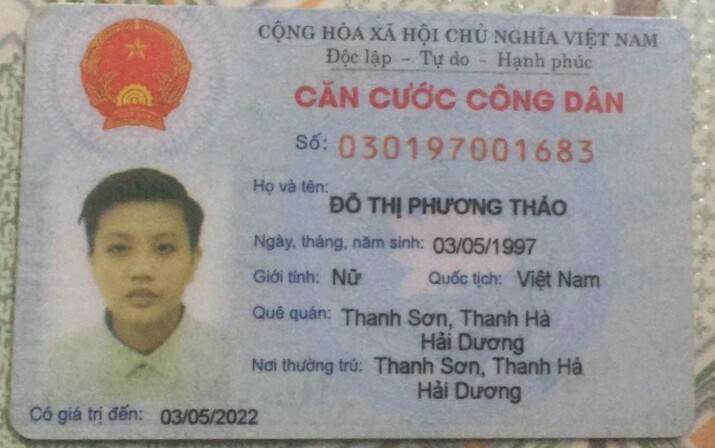 CỘNG HÒA XÃ HỘI CHỦ NGHĨA VIỆT NAM
Độc lập - Tự do - Hạnh phúc
CĂN CƯỚC CÔNG DÂN
Số: 030197001683
Họ và tên:
ĐỖ THỊ PHƯƠNG THẢO
Ngày, tháng, năm sinh: 03/05/1997
Giới tính: Nữ Quốc tịch: Việt Nam
Quê quán: Thanh Sơn, Thanh Hà
Hải Dương
Nơi thường trú: Thanh Sơn, Thanh Hà
Hải Dương
Có giá trị đến: 03/05/2022